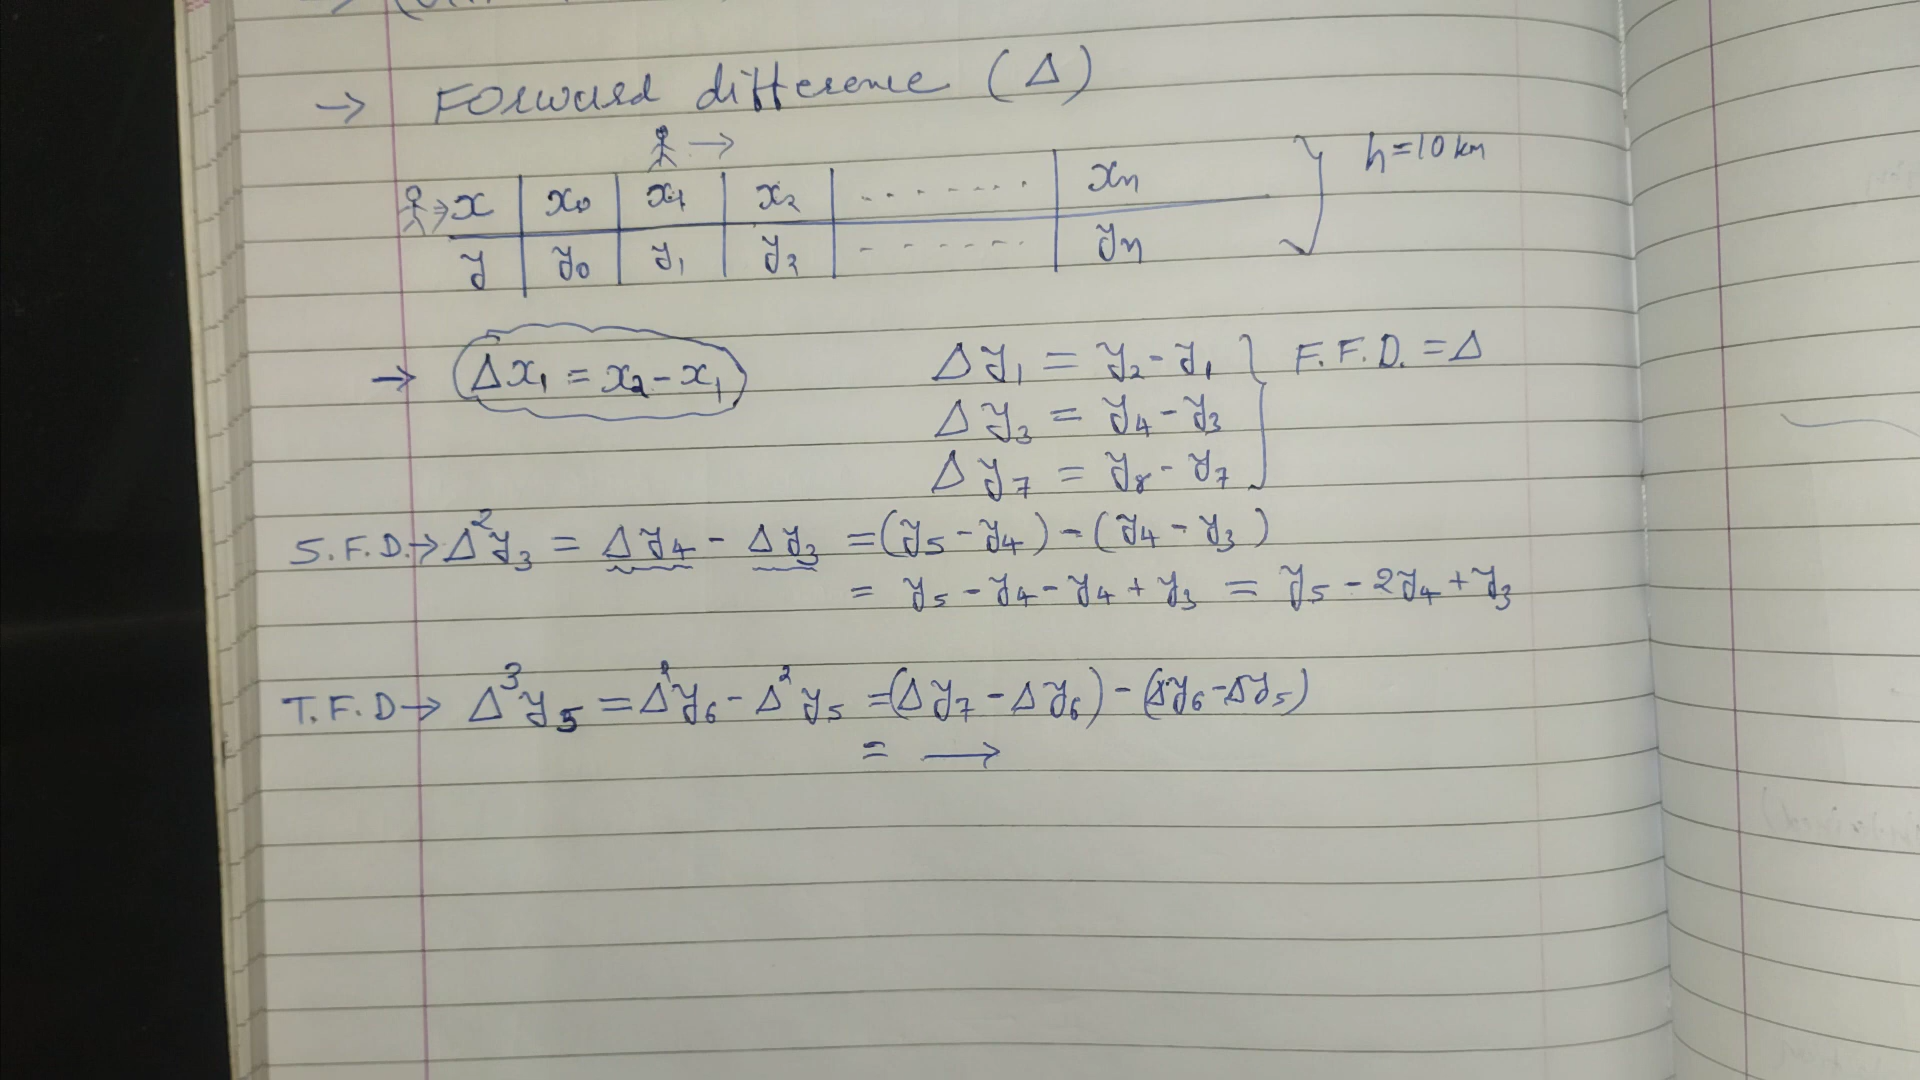 → Forward difference (Δ)
x | x₀ | x₁ | x₂ | ....... | xₙ } h=10 km
y | y₀ | y₁ | y₂ | ....... | yₙ
→ (Δx₁ = x₂ - x₁)
Δy₁ = y₂ - y₁ } F.F.D. = Δ
Δy₃ = y₄ - y₃
Δy₇ = y₈ - y₇
S.F.D. → Δ²y₃ = Δy₄ - Δy₃ = (y₅ - y₄) - (y₄ - y₃)
= y₅ - y₄ - y₄ + y₃ = y₅ - 2y₄ + y₃
T.F.D → Δ³y₅ = Δ²y₆ - Δ²y₅ = (Δy₇ - Δy₆) - (Δy₆ - Δy₅)
= →